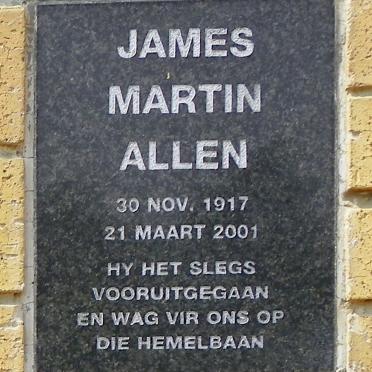 JAMES
MARTIN
ALLEN
30 NOV. 1917
21 MAART 2001
HY HET SLEGS
VOORUITGEGAAN
EN WAG VIR ONS OP
DIE HEMELBAAN